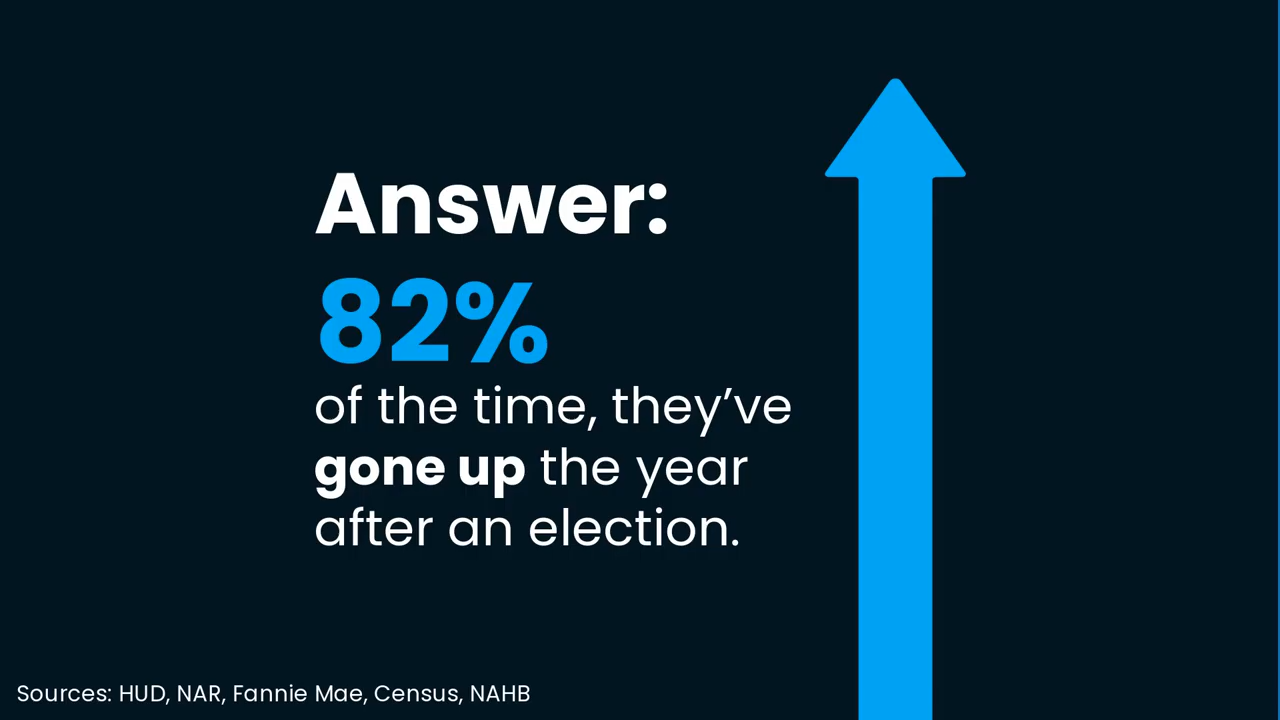 Answer:
82%
of the time, they’ve
gone up the year
after an election.
Sources: HUD, NAR, Fannie Mae, Census, NAHB